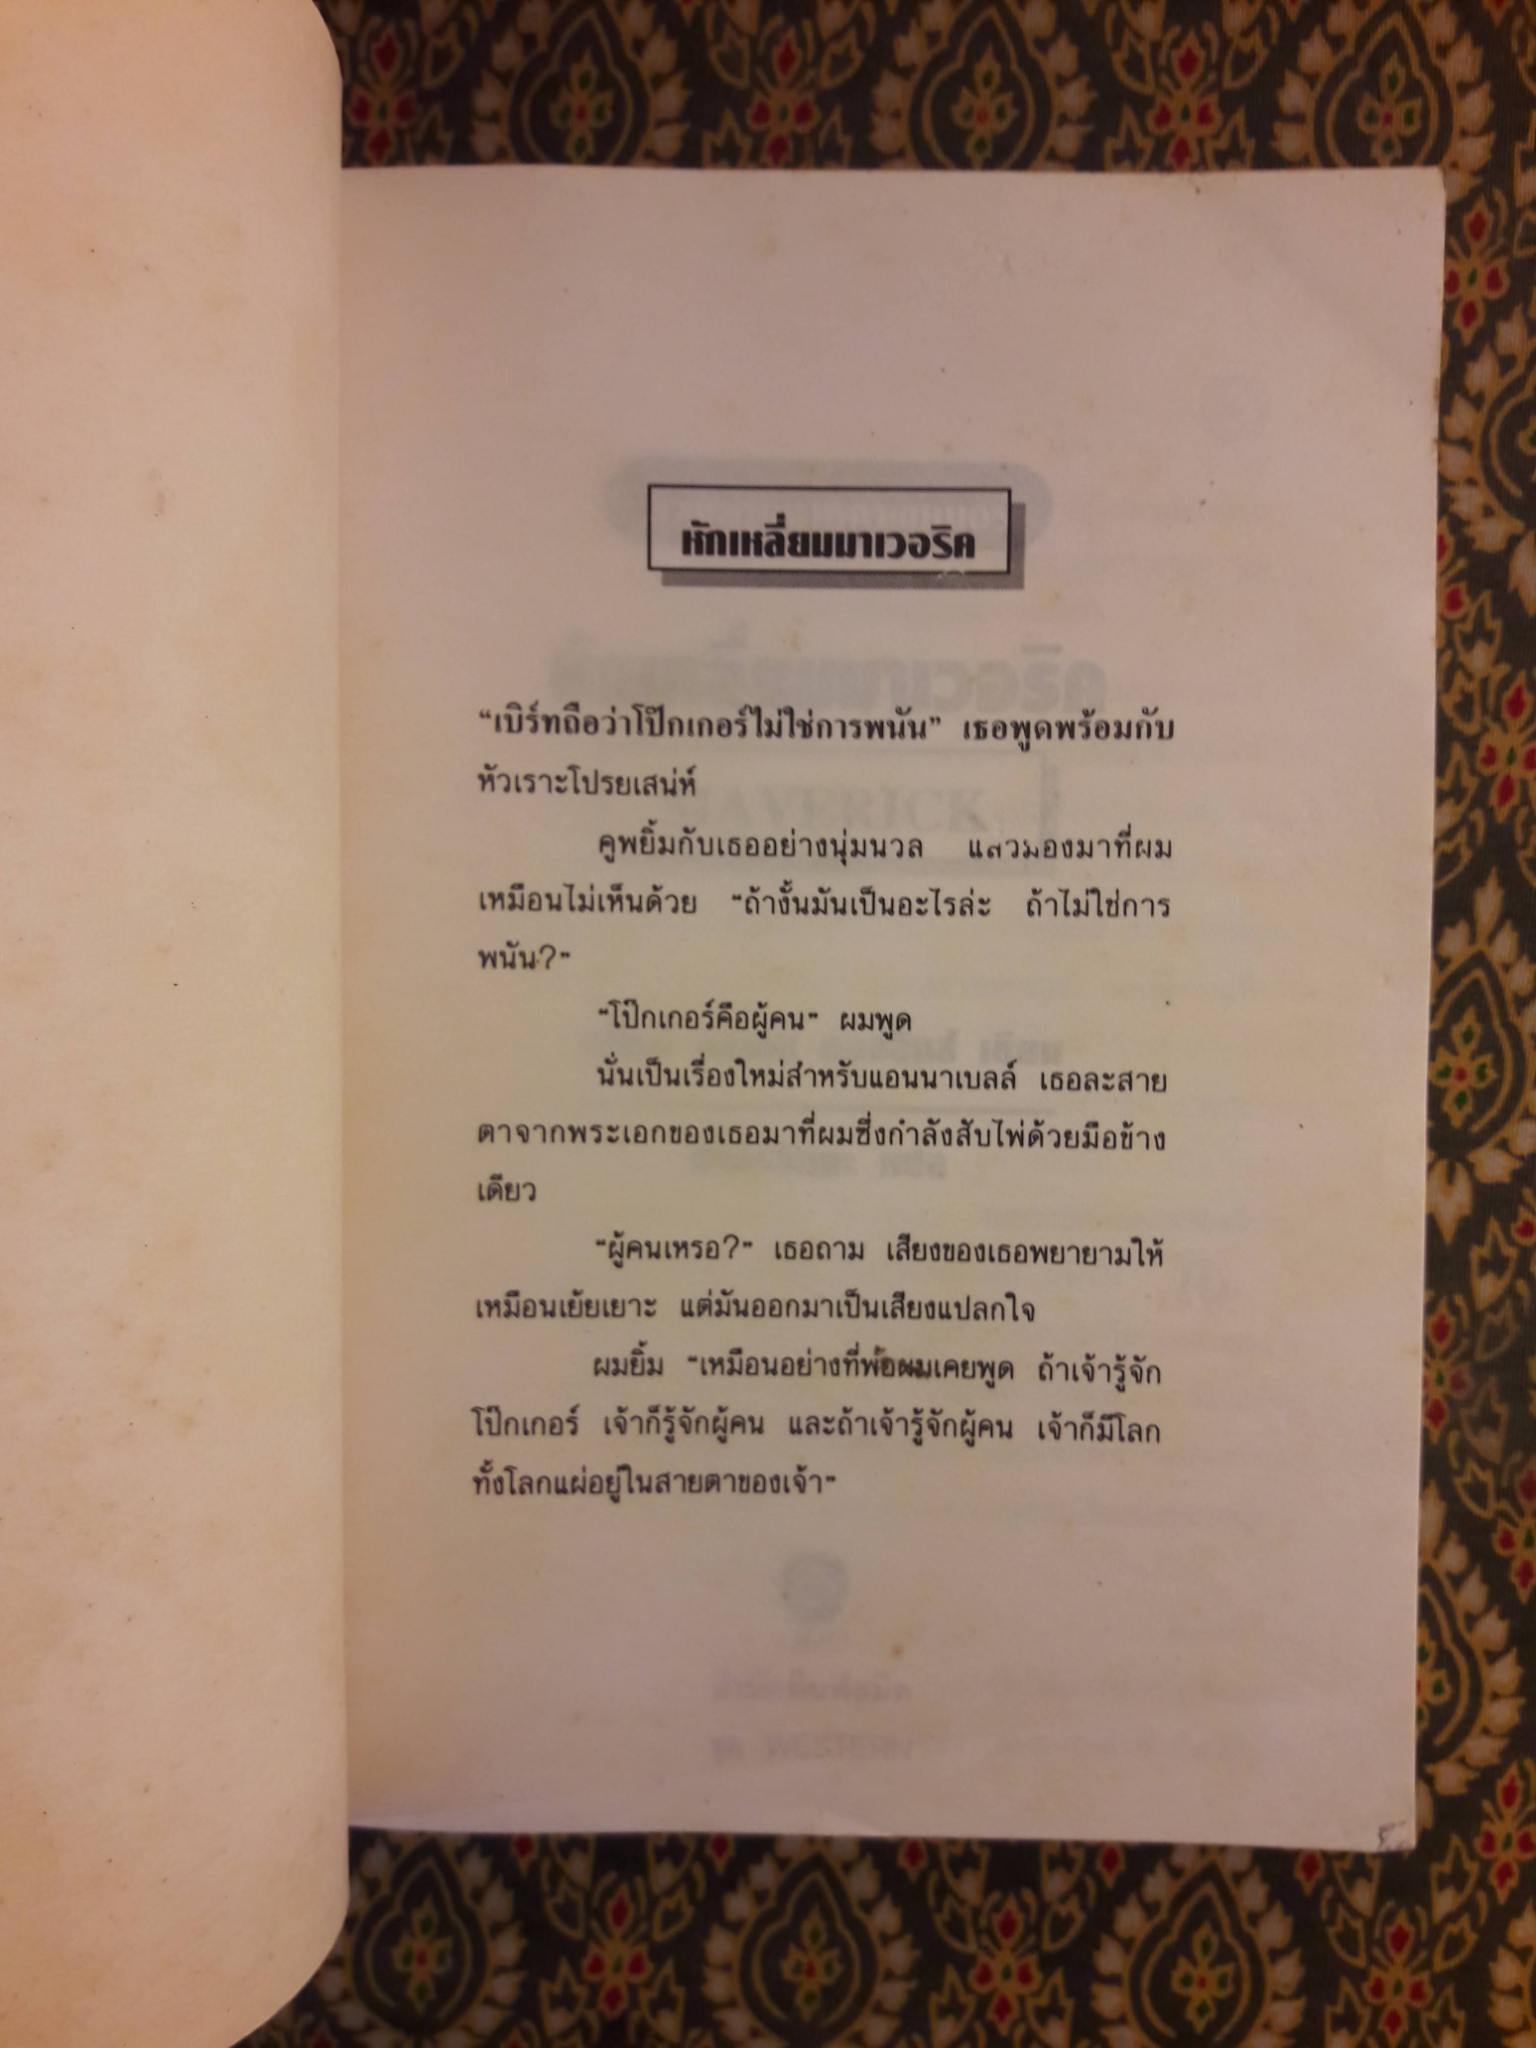 หักเหลี่ยมมาเวอริค
“เบิร์ทถือว่าโป๊กเกอร์ไม่ใช่การพนัน” เธอพูดพร้อมกับ
หัวเราะโปรยเสน่ห์
คูพยิ้มกับเธออย่างนุ่มนวล แล้วมองมาที่ผม
เหมือนไม่เห็นด้วย “ถ้างั้นมันเป็นอะไรล่ะ ถ้าไม่ใช่การ
พนัน?”
“โป๊กเกอร์คือผู้คน” ผมพูด
นั่นเป็นเรื่องใหม่สำหรับแอนนาเบลล์ เธอละสาย
ตาจากพระเอกของเธอมาที่ผมซึ่งกำลังสับไพ่ด้วยมือข้าง
เดียว
“ผู้คนเหรอ?” เธอถาม เสียงของเธอพยายามให้
เหมือนเย้ยเยาะ แต่มันออกมาเป็นเสียงแปลกใจ
ผมยิ้ม “เหมือนอย่างที่พ่อผมเคยพูด ถ้าเจ้ารู้จัก
โป๊กเกอร์ เจ้าก็รู้จักผู้คน และถ้าเจ้ารู้จักผู้คน เจ้าก็มีโลก
ทั้งโลกแผ่อยู่ในสายตาของเจ้า”